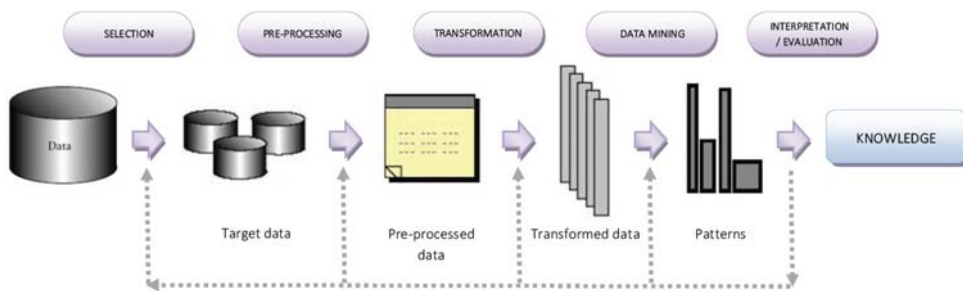 SELECTION
PRE-PROCESSING
TRANSFORMATION
DATA MINING
INTERPRETATION
/ EVALUATION
Data
KNOWLEDGE
Target data
Pre-processed
data
Transformed data
Patterns